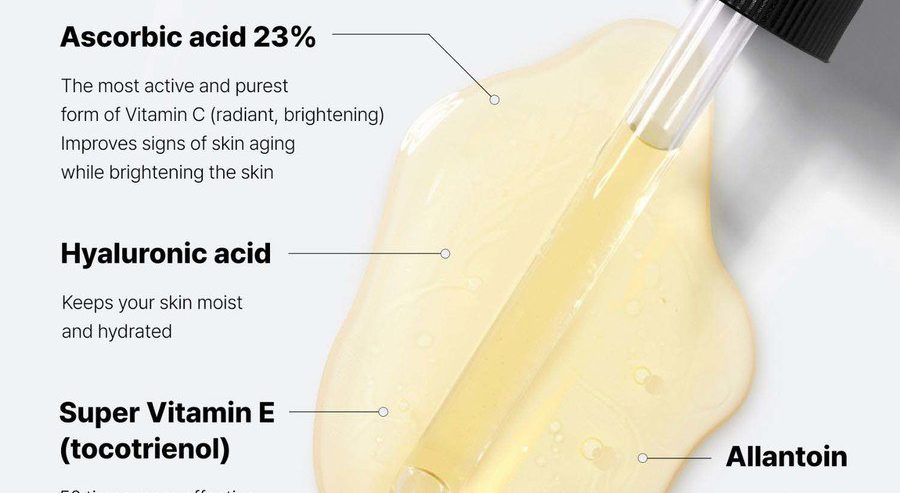 Ascorbic acid 23%
The most active and purest
form of Vitamin C (radiant, brightening)
Improves signs of skin aging
while brightening the skin
Hyaluronic acid
Keeps your skin moist
and hydrated
Super Vitamin E
(tocotrienol)
Allantoin